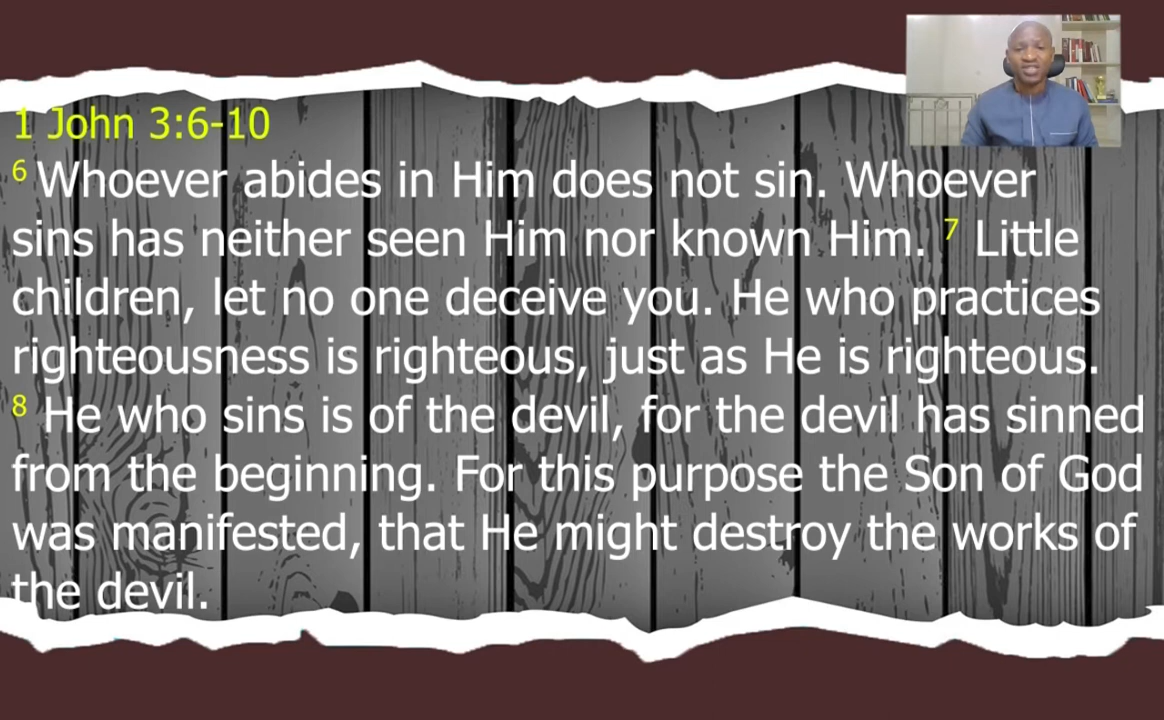 1 John 3:6-10
6 Whoever abides in Him does not sin. Whoever
sins has neither seen Him nor known Him. 7 Little
children, let no one deceive you. He who practices
righteousness is righteous, just as He is righteous.
8 He who sins is of the devil, for the devil has sinned
from the beginning. For this purpose the Son of God
was manifested, that He might destroy the works of
the devil.